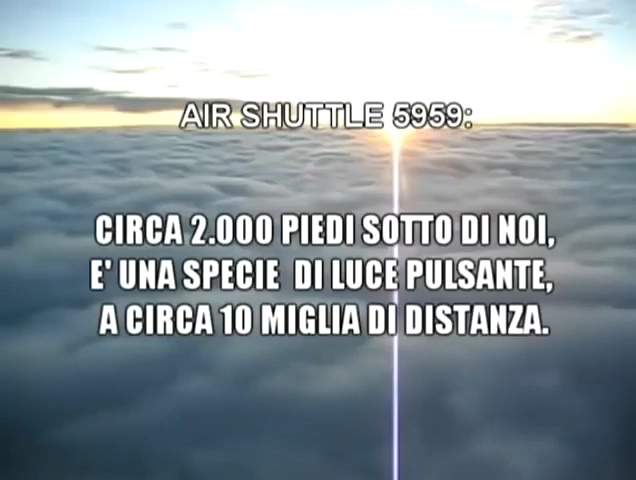 AIR SHUTTLE 5959:
CIRCA 2.000 PIEDI SOTTO DI NOI,
E' UNA SPECIE DI LUCE PULSANTE,
A CIRCA 10 MIGLIA DI DISTANZA.